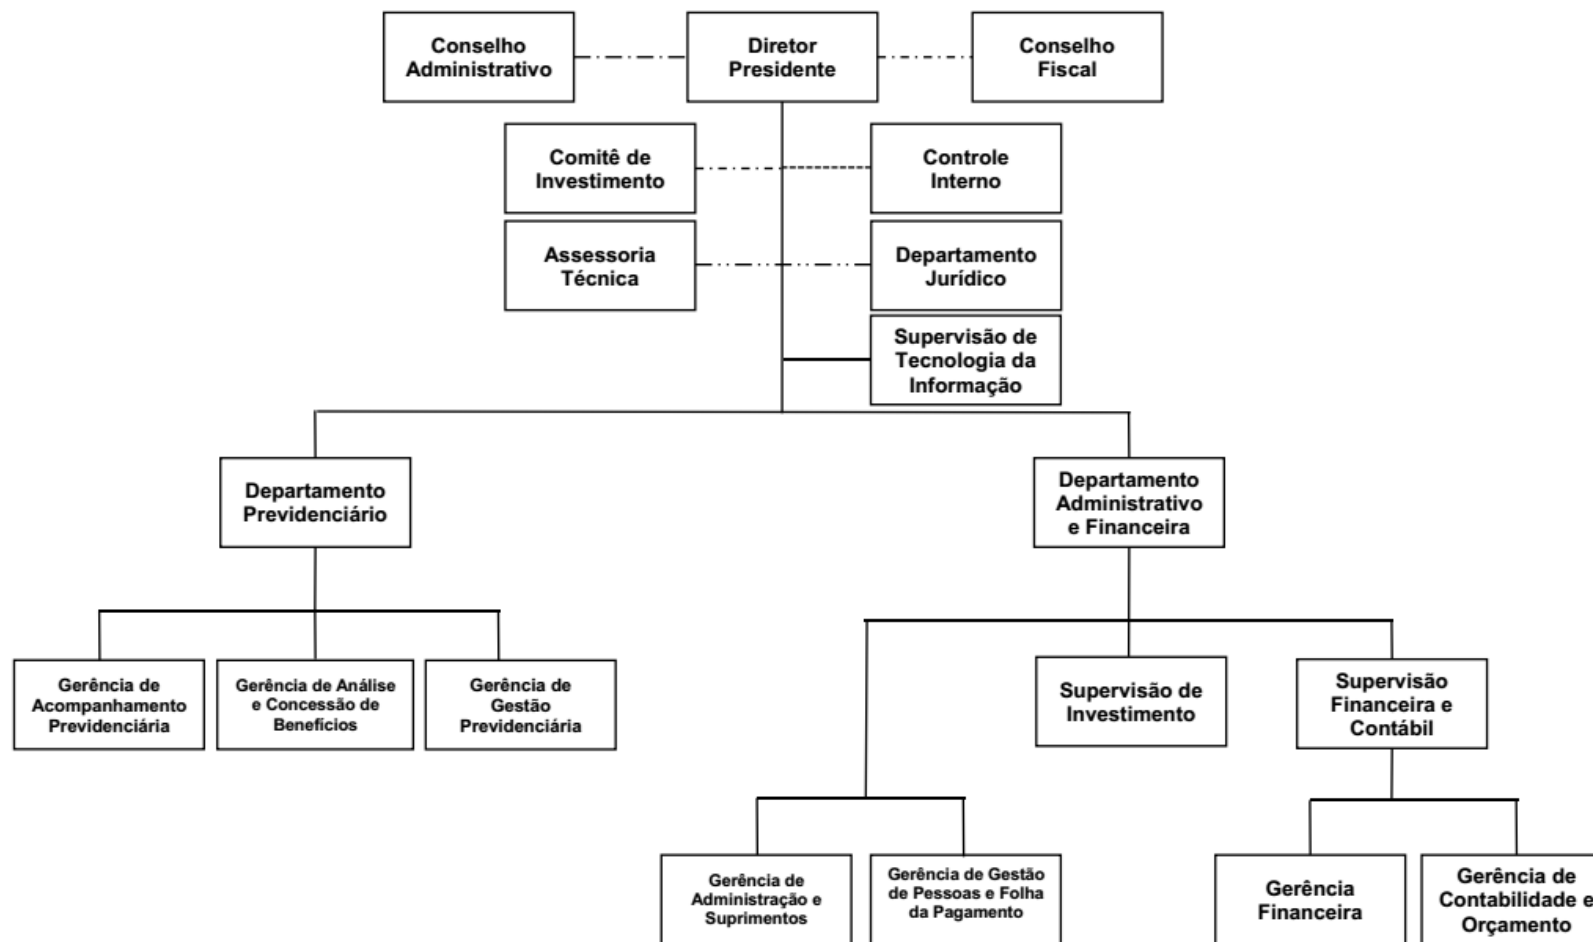 Conselho
Administrativo
Diretor
Presidente
Conselho
Fiscal
Comitê de
Investimento
Controle
Interno
Assessoria
Técnica
Departamento
Jurídico
Supervisão de
Tecnologia da
Informação
Departamento
Previdenciário
Departamento
Administrativo
e Financeira
Gerência de
Acompanhamento
Previdenciária
Gerência de Análise
e Concessão de
Benefícios
Gerência de
Gestão
Previdenciária
Supervisão de
Investimento
Supervisão
Financeira e
Contábil
Gerência de
Administração e
Suprimentos
Gerência de Gestão
de Pessoas e Folha
da Pagamento
Gerência
Financeira
Gerência de
Contabilidade e
Orçamento